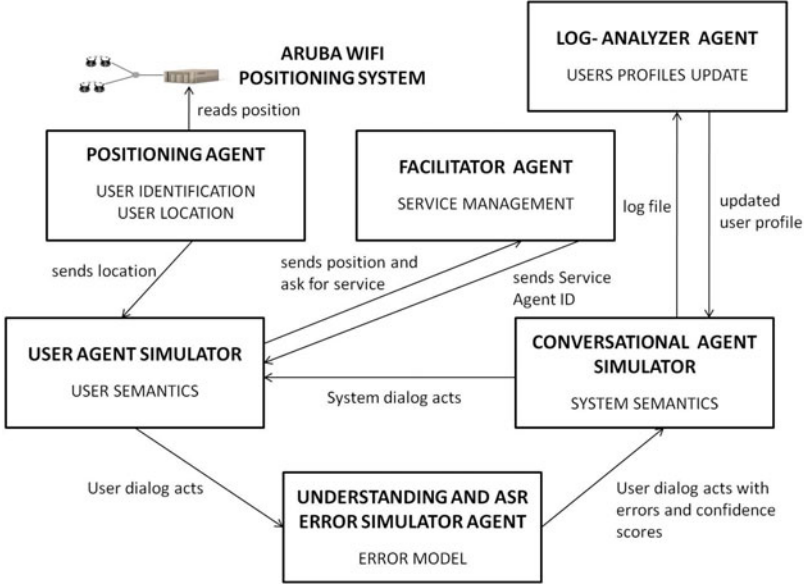 ARUBA WIFI
POSITIONING SYSTEM
LOG- ANALYZER AGENT
USERS PROFILES UPDATE
reads position
POSITIONING AGENT
USER IDENTIFICATION
USER LOCATION
FACILITATOR AGENT
SERVICE MANAGEMENT
log file
updated
user profile
sends location
sends position and
ask for service
sends Service
Agent ID
USER AGENT SIMULATOR
USER SEMANTICS
CONVERSATIONAL AGENT
SIMULATOR
SYSTEM SEMANTICS
System dialog acts
User dialog acts
UNDERSTANDING AND ASR
ERROR SIMULATOR AGENT
ERROR MODEL
User dialog acts with
errors and confidence
scores